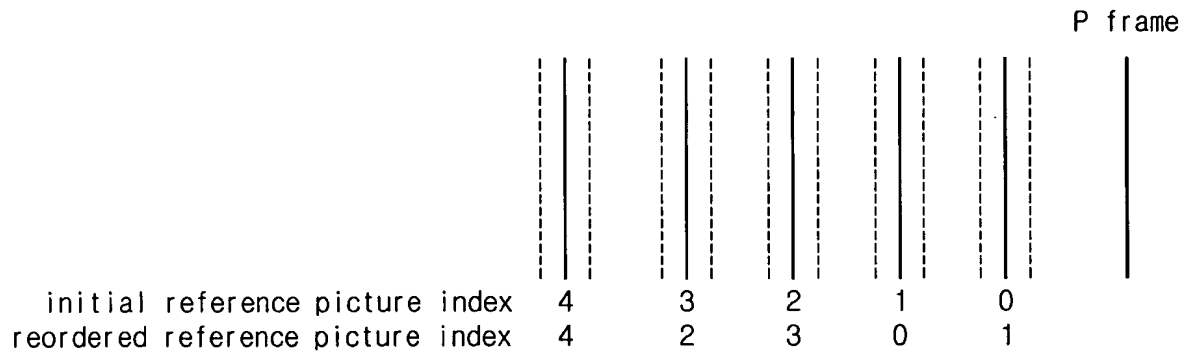 P frame
initial reference picture index 4 3 2 1 0
reordered reference picture index 4 2 3 0 1